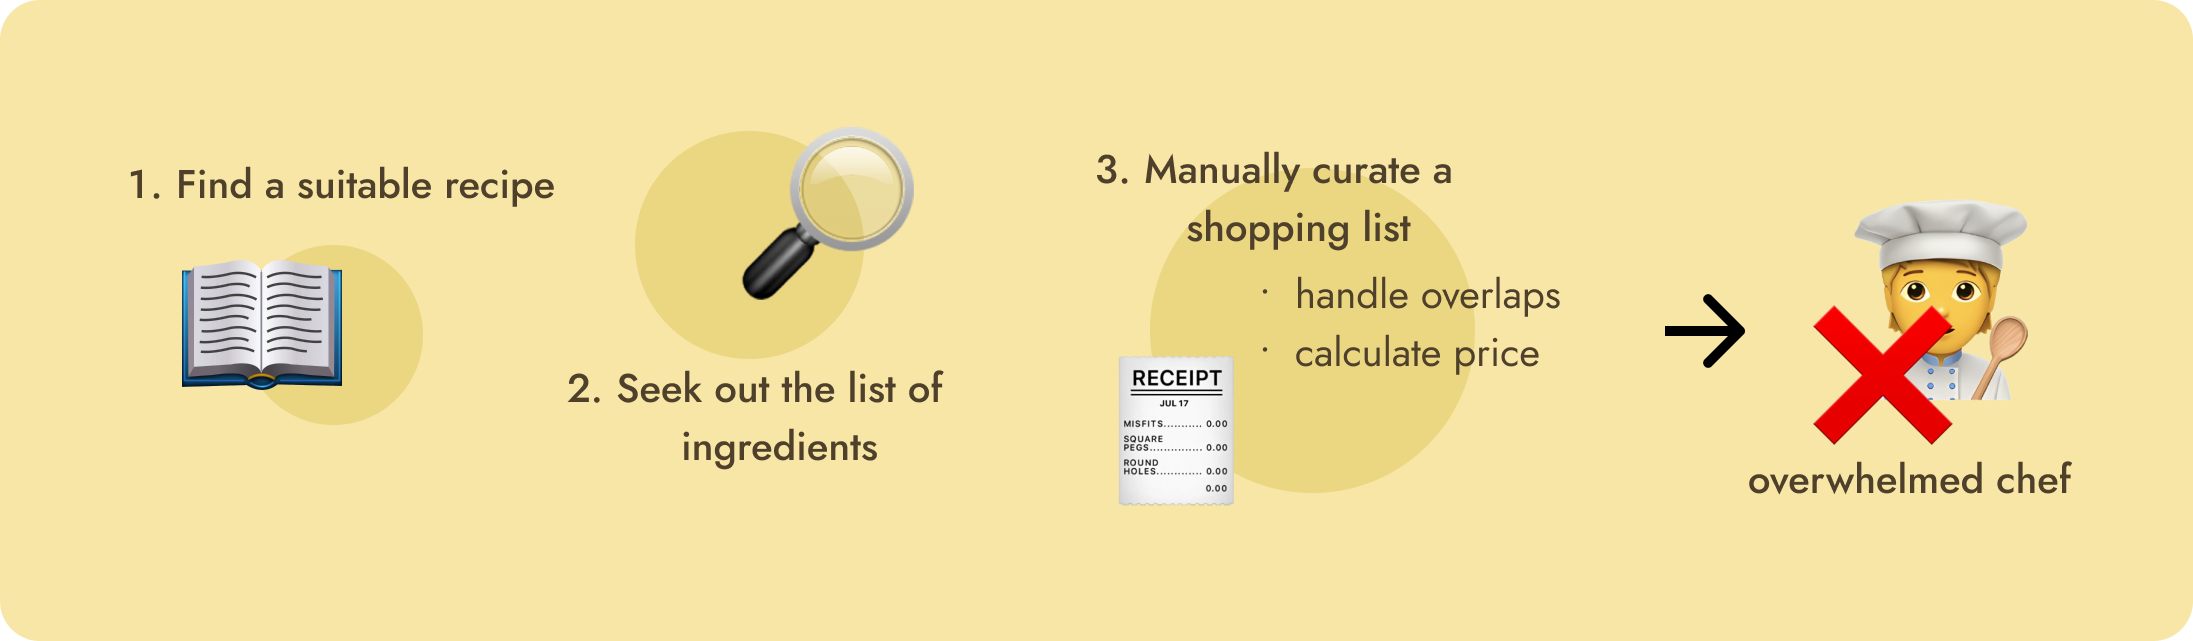 1. Find a suitable recipe
2. Seek out the list of
ingredients
3. Manually curate a
shopping list
· handle overlaps
· calculate price
RECEIPT
JUL 17
MISFITS........... 0.00
SQUARE
PEGS............... 0.00
ROUND
HOLES............. 0.00
0.00
overwhelmed chef